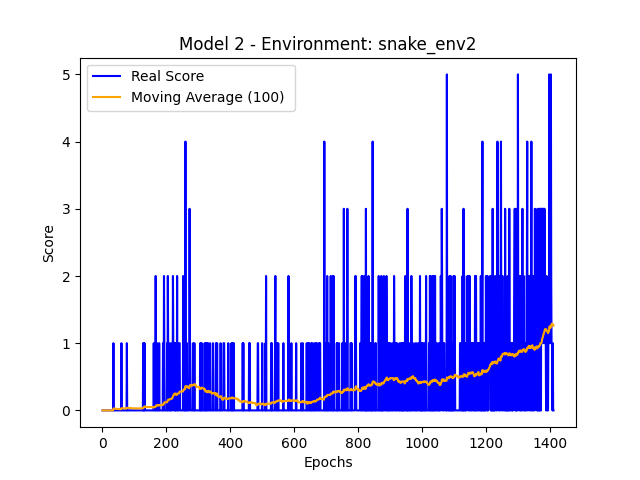 Model 2 - Environment: snake_env2
Real Score
Moving Average (100)
Score
5
4
3
2
1
0
0 200 400 600 800 1000 1200 1400
Epochs